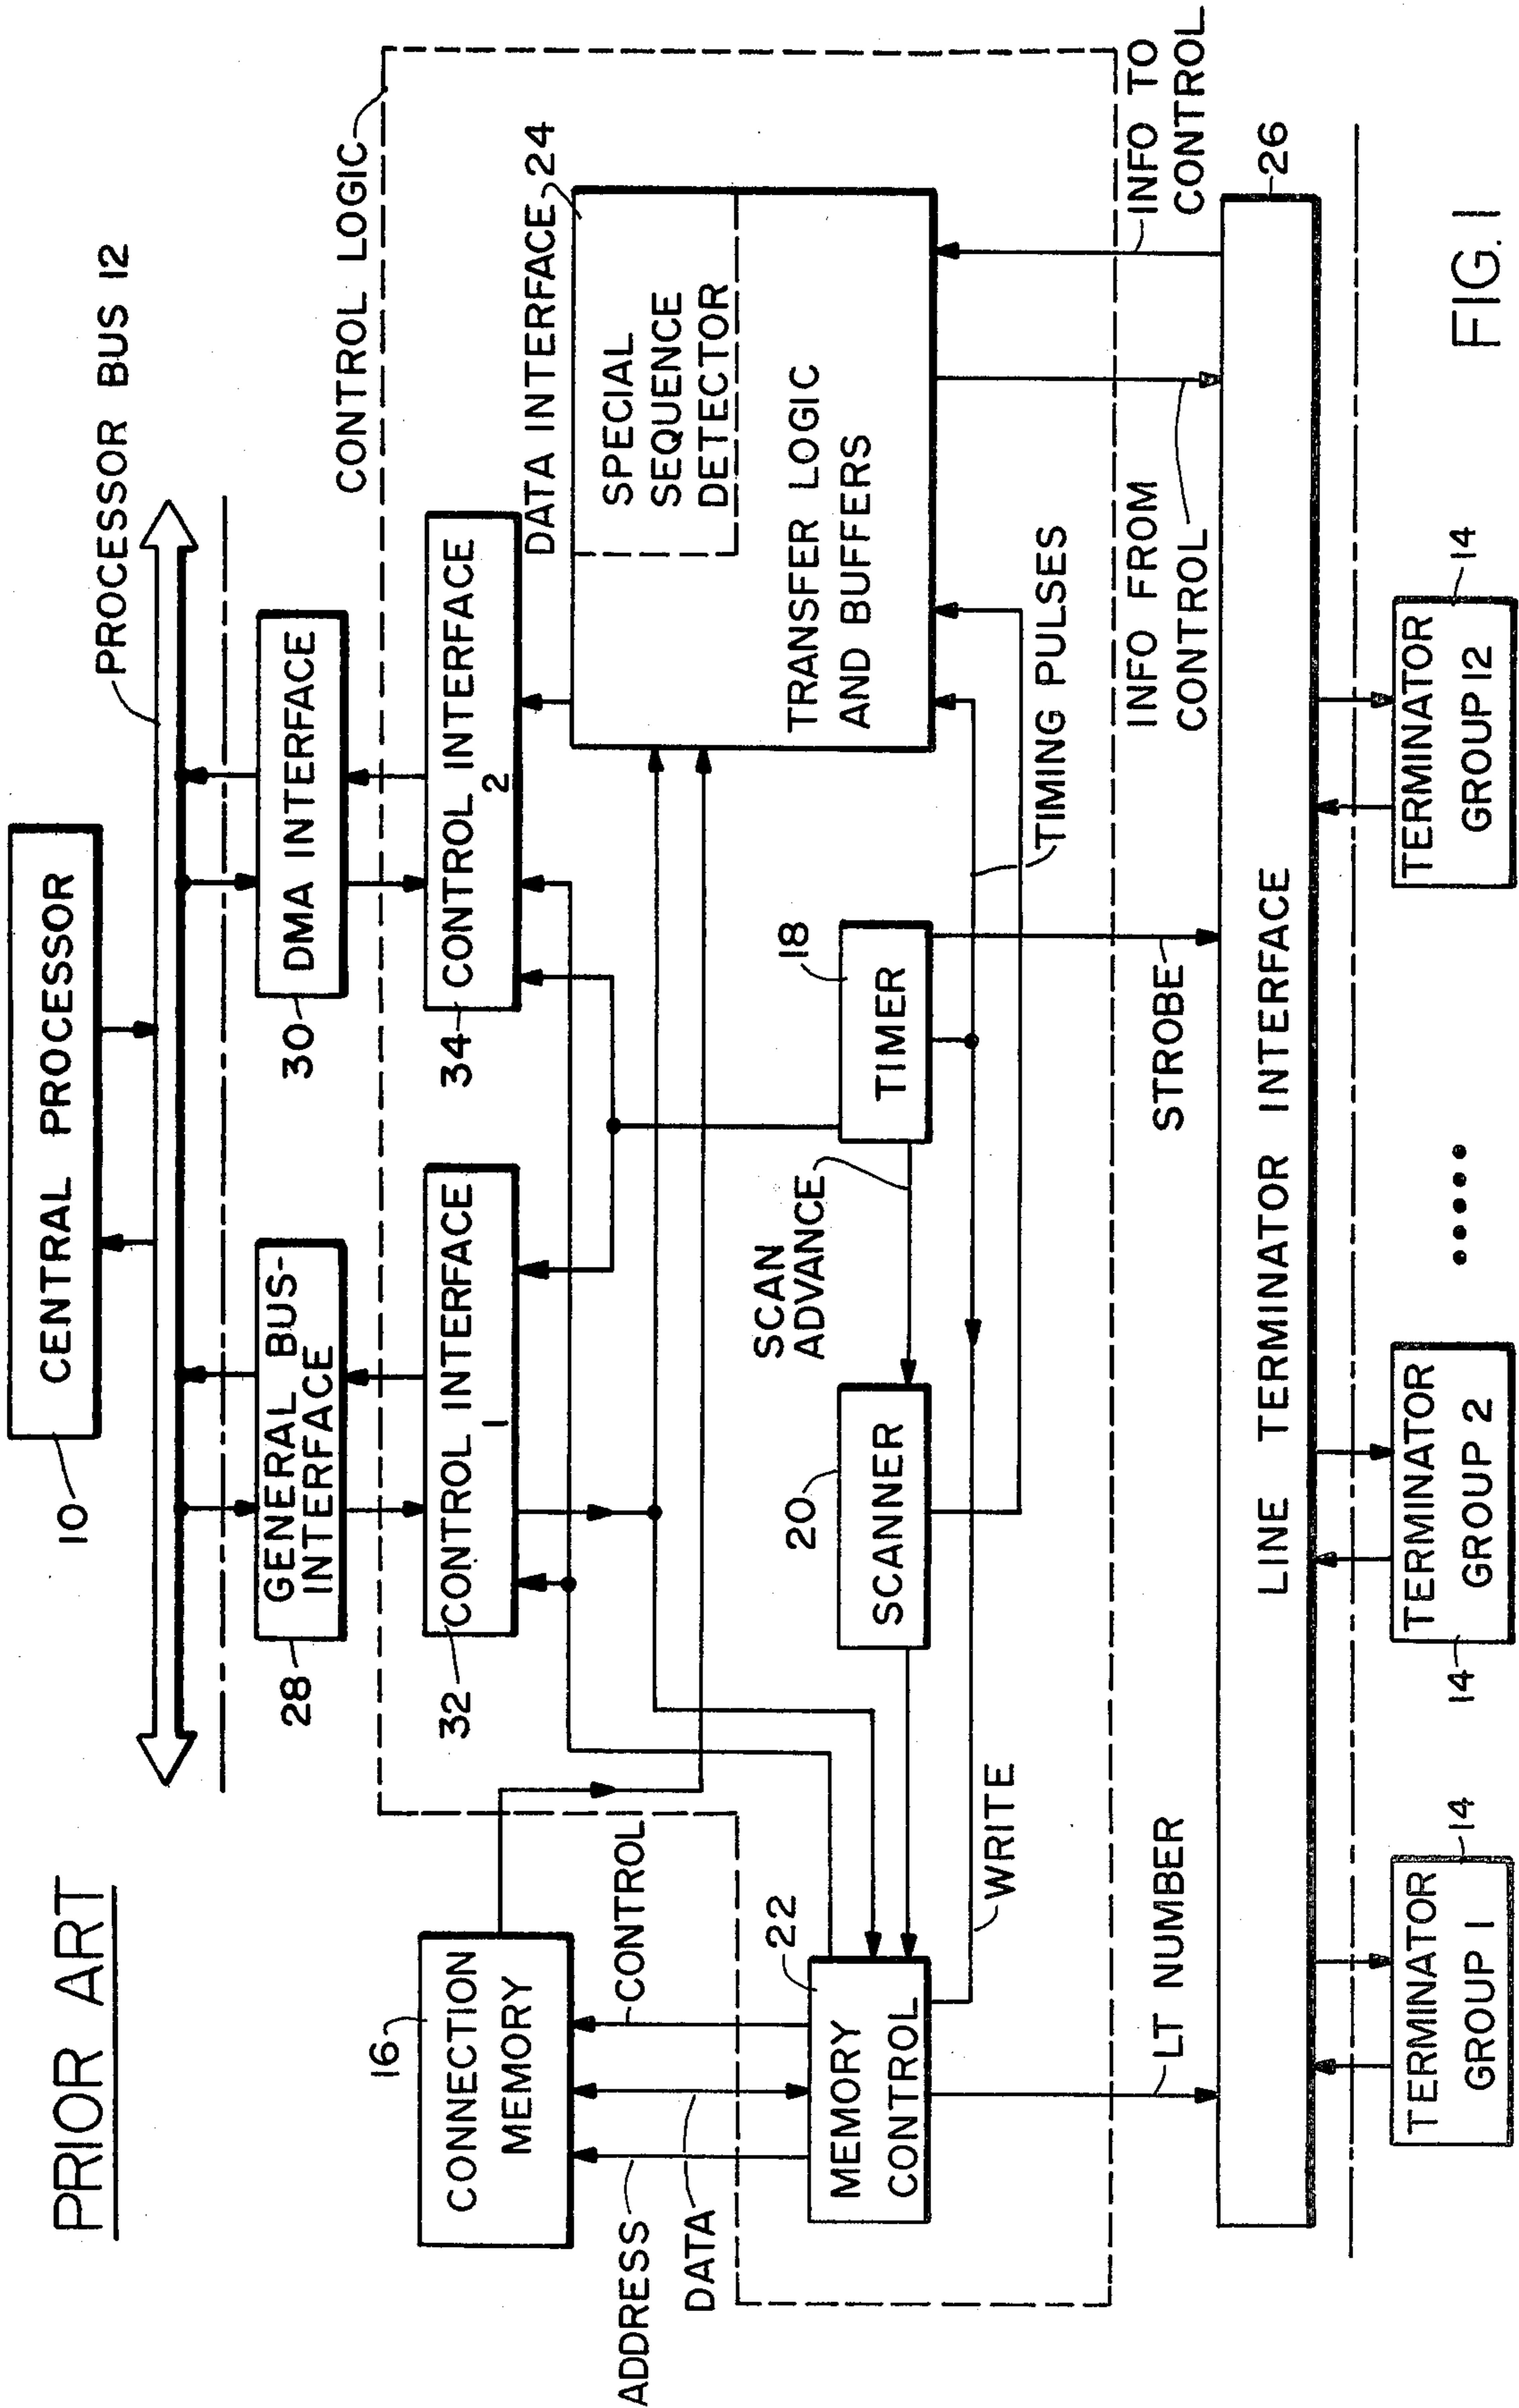 PRIOR ART
CENTRAL PROCESSOR
10
PROCESSOR BUS 12
GENERAL BUS-
INTERFACE
28
DMA INTERFACE
30
CONTROL LOGIC
CONNECTION
MEMORY
16
CONTROL INTERFACE
1
32
CONTROL INTERFACE
2
34
DATA INTERFACE
24
SPECIAL
SEQUENCE
DETECTOR
TRANSFER LOGIC
AND BUFFERS
ADDRESS
DATA
CONTROL
MEMORY
CONTROL
22
SCANNER
20
SCAN
ADVANCE
TIMER
18
TIMING PULSES
WRITE
LT NUMBER
STROBE
INFO FROM
CONTROL
INFO TO
CONTROL
LINE TERMINATOR INTERFACE
26
TERMINATOR
GROUP 1
14
TERMINATOR
GROUP 2
14
.....
TERMINATOR
GROUP 12
14
FIG. 1